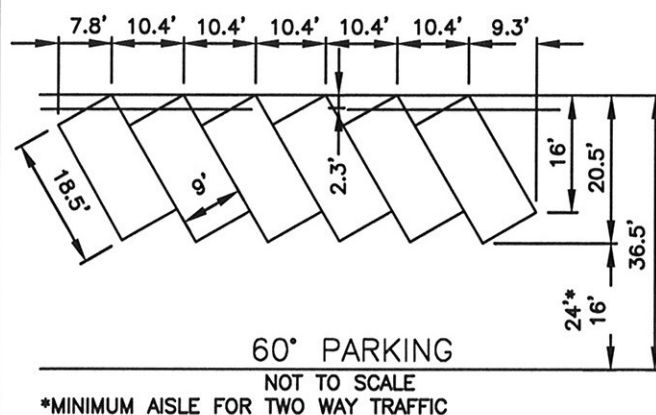 7.8' 10.4' 10.4' 10.4' 10.4' 10.4' 9.3'
18.5'
9'
2.3'
16'
20.5'
36.5'
24'*
16'
60° PARKING
NOT TO SCALE
*MINIMUM AISLE FOR TWO WAY TRAFFIC